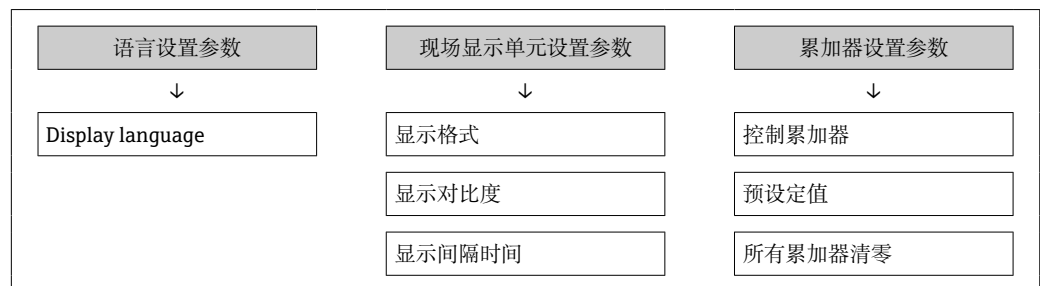 语言设置参数
↓
Display language
现场显示单元设置参数
↓
显示格式
显示对比度
显示间隔时间
累加器设置参数
↓
控制累加器
预设定值
所有累加器清零